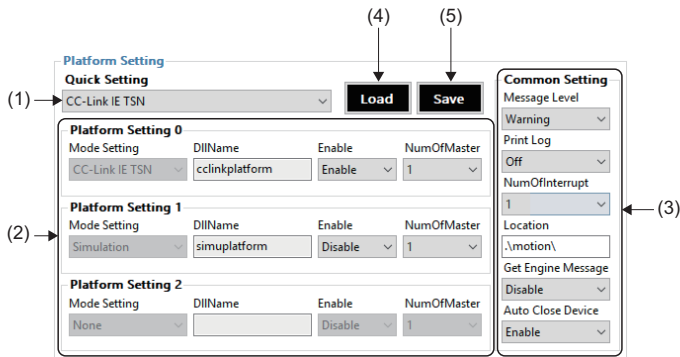 (4) (5)
Platform Setting
Quick Setting
(1) CC-Link IE TSN Load Save
Platform Setting 0
Mode Setting DllName Enable NumOfMaster
CC-Link IE TSN cclinkplatform Enable 1
Platform Setting 1
Mode Setting DllName Enable NumOfMaster
(2) Simulation simuplatform Disable 1
Platform Setting 2
Mode Setting DllName Enable NumOfMaster
None Disable 1
Common Setting
Message Level
Warning
Print Log
Off
NumOfInterrupt
1
(3)
Location
.\motion\
Get Engine Message
Disable
Auto Close Device
Enable